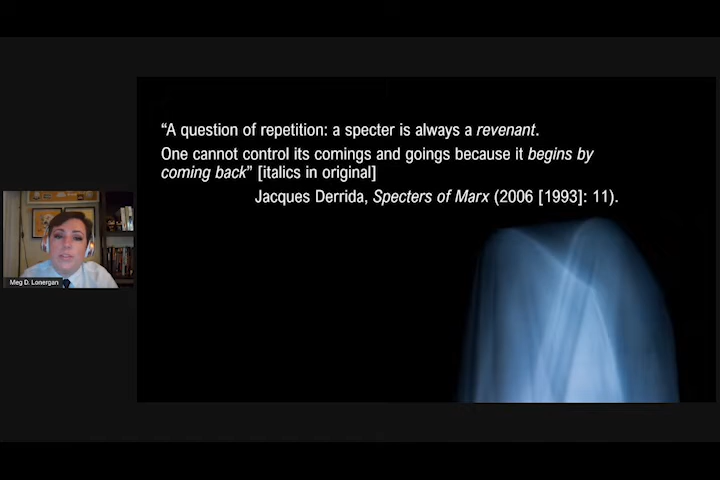 “A question of repetition: a specter is always a revenant.
One cannot control its comings and goings because it begins by
coming back” [italics in original]
Jacques Derrida, Specters of Marx (2006 [1993]: 11).
Meg D. Lonergan